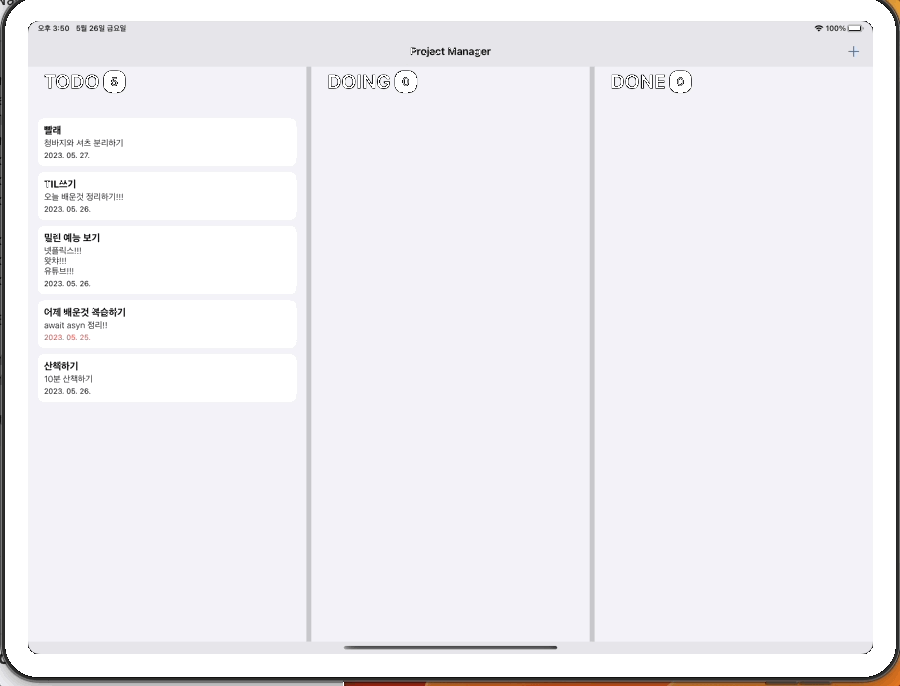 오후 3:50 5월 26일 금요일
100%
Project Manager
+
TODO 5
DOING 0
DONE 0
빨래
청바지와 셔츠 분리하기
2023. 05. 27.
TIL쓰기
오늘 배운것 정리하기!!!
2023. 05. 26.
밀린 예능 보기
넷플릭스!!!
왓챠!!!
유튜브!!!
2023. 05. 26.
어제 배운것 복습하기
await asyn 정리!!
2023. 05. 25.
산책하기
10분 산책하기
2023. 05. 26.